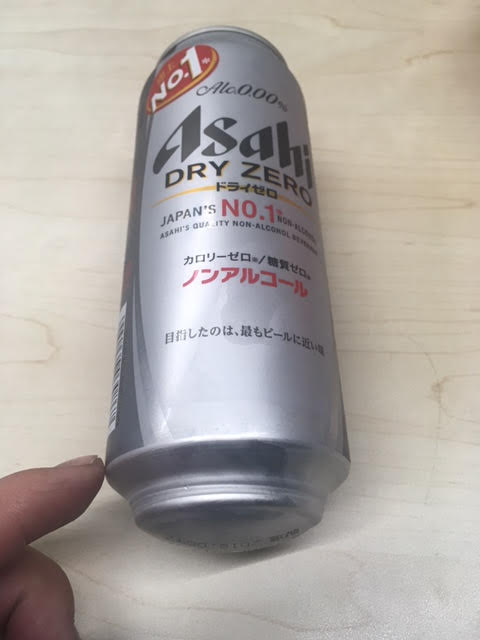 No.1※
Alc.0.00%
Asahi
DRY ZERO
ドライゼロ
JAPAN'S NO.1※ NON-ALCOHOL
ASAHI'S QUALITY NON-ALCOHOL BEVERAGE
カロリーゼロ※/糖質ゼロ※
ノンアルコール
目指したのは、最もビールに近い味